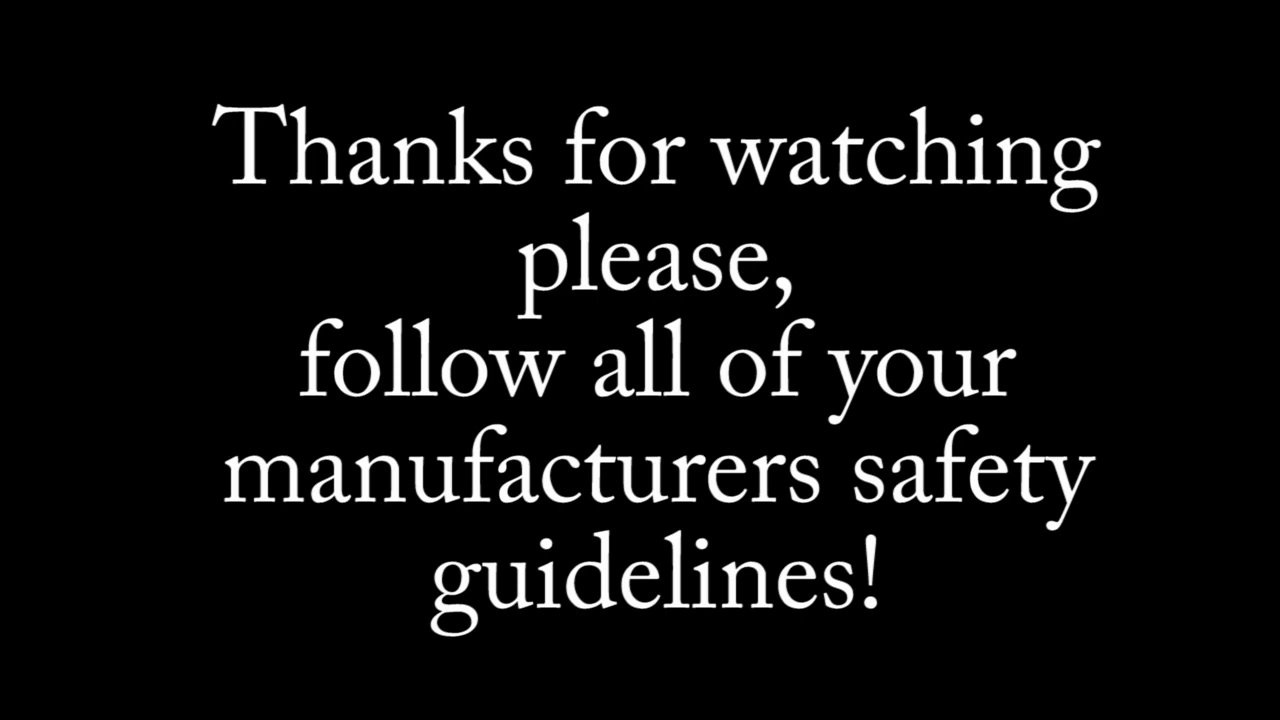 Thanks for watching
please,
follow all of your
manufacturers safety
guidelines!